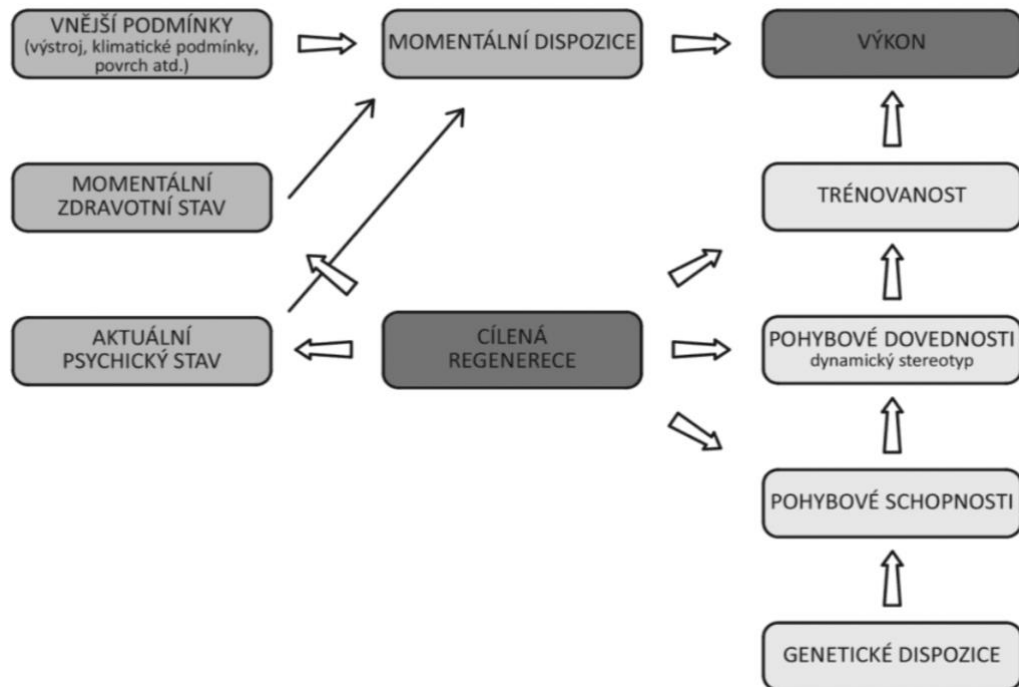 VNĚJŠÍ PODMÍNKY
(výstroj, klimatické podmínky,
povrch atd.)
MOMENTÁLNÍ DISPOZICE
VÝKON
MOMENTÁLNÍ
ZDRAVOTNÍ STAV
TRÉNOVANOST
AKTUÁLNÍ
PSYCHICKÝ STAV
CÍLENÁ
REGENERECE
POHYBOVÉ DOVEDNOSTI
dynamický stereotyp
POHYBOVÉ SCHOPNOSTI
GENETICKÉ DISPOZICE